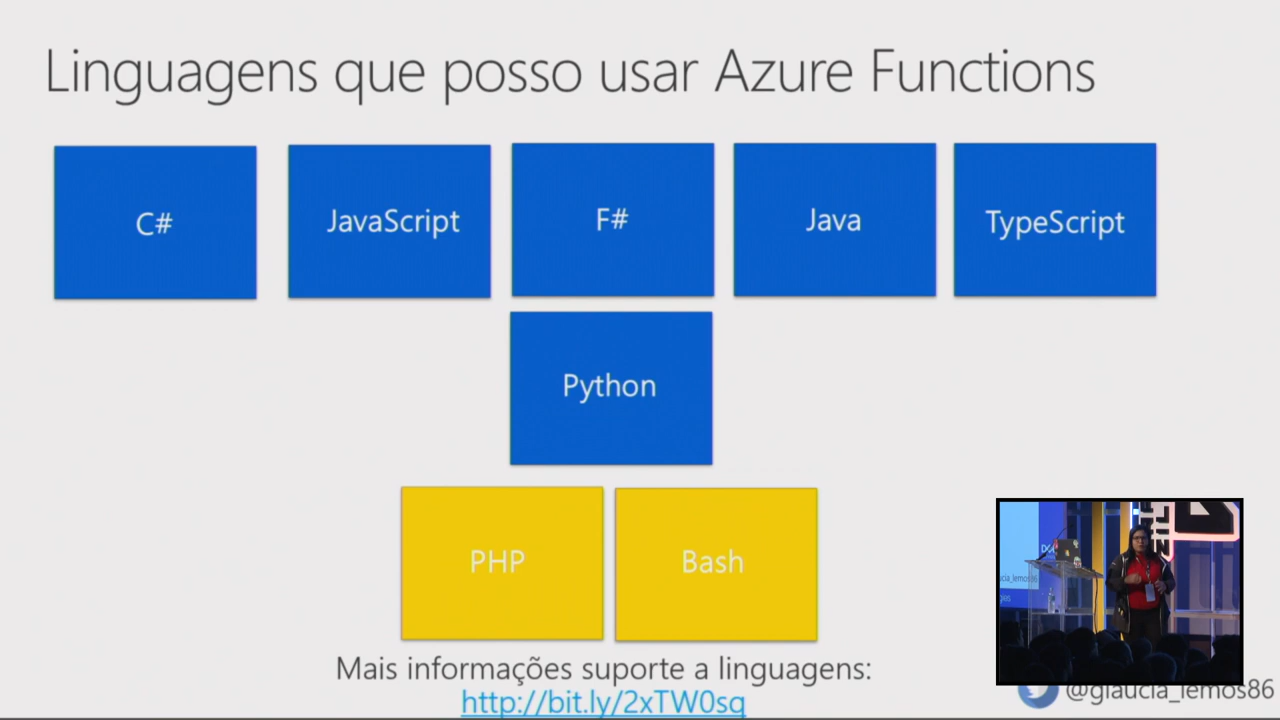 Linguagens que posso usar Azure Functions
C#
JavaScript
F#
Java
TypeScript
Python
PHP
Bash
Mais informações suporte a linguagens:
http://bit.ly/2xTW0sq
@glaucia_lemos86